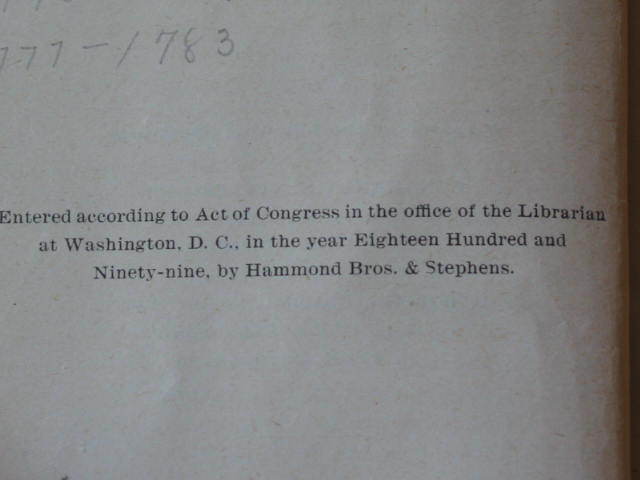 777-1783
Entered according to Act of Congress in the office of the Librarian
at Washington, D. C., in the year Eighteen Hundred and
Ninety-nine, by Hammond Bros. & Stephens.